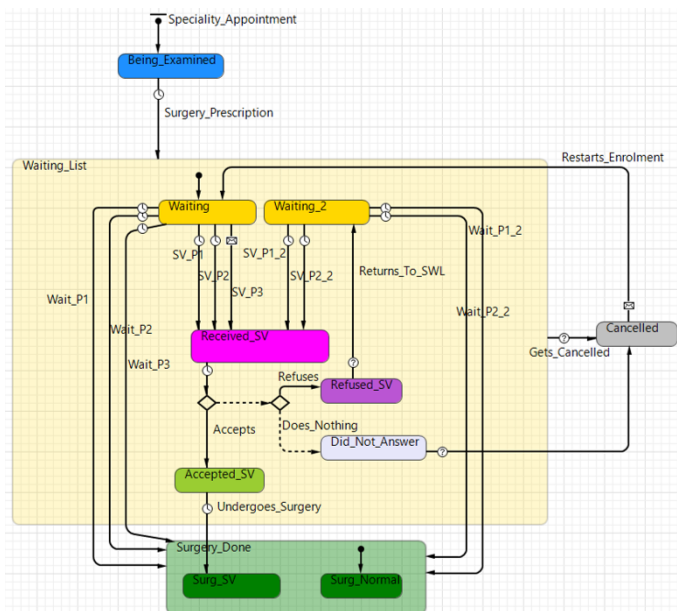 Speciality_Appointment
Being_Examined
Surgery_Prescription
Waiting_List
Restarts_Enrolment
Waiting
Waiting_2
Wait_P1_2
SV_P1
SV_P1_2
SV_P2
SV_P2_2
Returns_To_SWL
SV_P3
Wait_P1
Wait_P2_2
Wait_P2
Received_SV
Cancelled
Gets_Cancelled
Wait_P3
Refuses
Refused_SV
Accepts
Does_Nothing
Did_Not_Answer
Accepted_SV
Undergoes_Surgery
Surgery_Done
Surg_SV
Surg_Normal